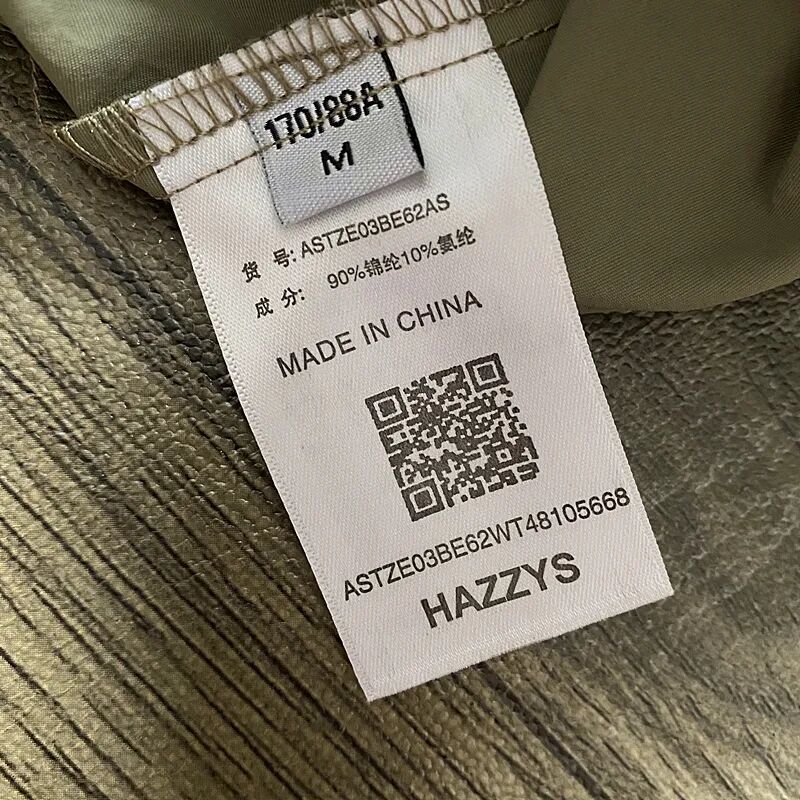 170/88A
M
货 号: ASTZE03BE62AS
成 分: 90%锦纶10%氨纶
MADE IN CHINA
ASTZE03BE62WT48105668
HAZZYS